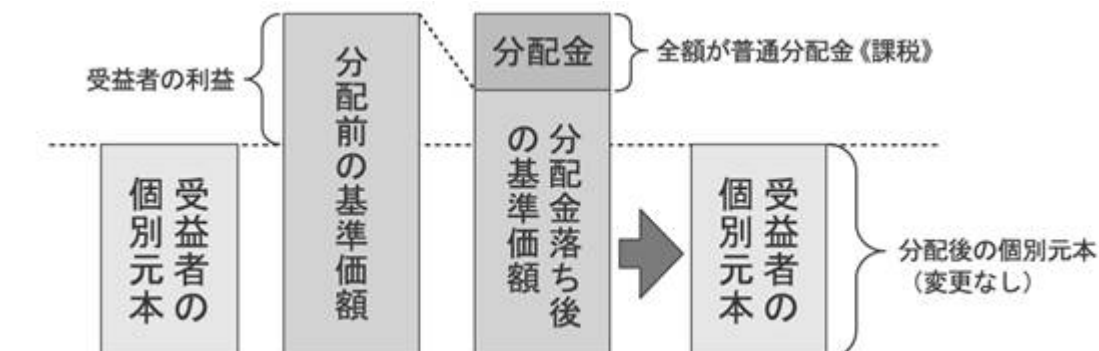 受益者の利益
受益者の
個別元本
分配前の基準価額
分配金
分配金落ち後
の基準価額
全額が普通分配金《課税》
受益者の
個別元本
分配後の個別元本
（変更なし）